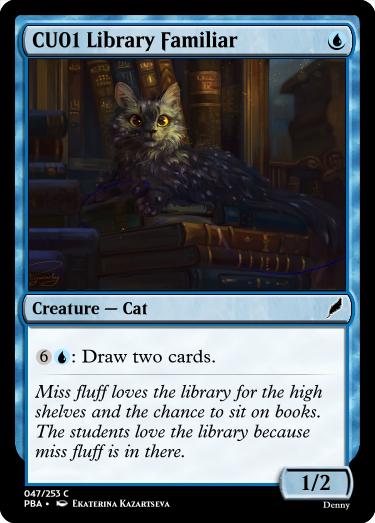 CU01 Library Familiar
Creature — Cat
6 : Draw two cards.
Miss fluff loves the library for the high
shelves and the chance to sit on books.
The students love the library because
miss fluff is in there.
1/2
047/253 C
PBA • Ekaterina Kazartseva
Denny